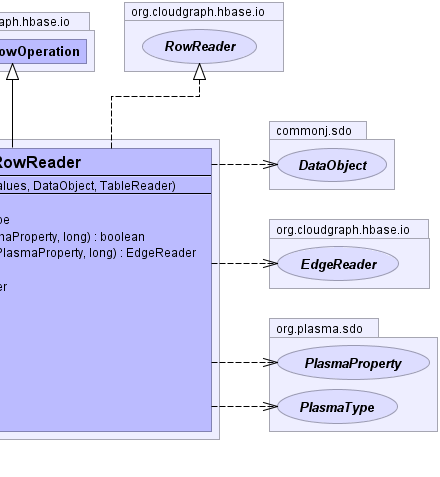 aph.hbase.io
owOperation
org.cloudgraph.hbase.io
RowReader
RowReader
alues, DataObject, TableReader)
pe
maProperty, long) : boolean
PlasmaProperty, long) : EdgeReader
er
commonj.sdo
DataObject
org.cloudgraph.hbase.io
EdgeReader
org.plasma.sdo
PlasmaProperty
PlasmaType